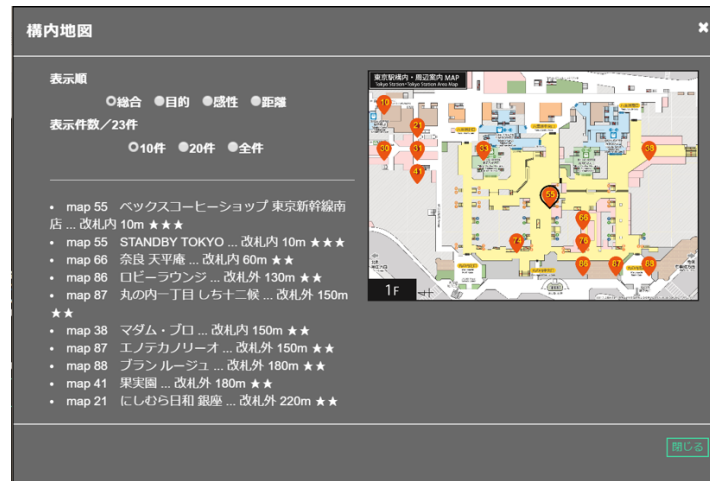 構内地図
✖
表示順
総合 目的 感性 距離
表示件数／23件
10件 20件 全件
• map 55 ベックスコーヒーショップ 東京新幹線南
店 ... 改札内 10m ★★★
• map 55 STANDBY TOKYO ... 改札内 10m ★★★
• map 66 奈良 天平庵 ... 改札内 60m ★★
• map 86 ロビーラウンジ ... 改札外 130m ★★
• map 87 丸の内一丁目 しち十二候 ... 改札外 150m
★★
• map 38 マダム・ブロ ... 改札内 150m ★★
• map 87 エノテカノリーオ ... 改札外 150m ★★
• map 88 ブラン ルージュ ... 改札外 180m ★★
• map 41 果実園 ... 改札外 180m ★★
• map 21 にしむら日和 銀座 ... 改札外 220m ★★
東京駅構内・周辺案内 MAP
Tokyo Station・Tokyo Station Area Map
10
21
30 31 33 38
41
55
66
74 76
87
88
1F
閉じる